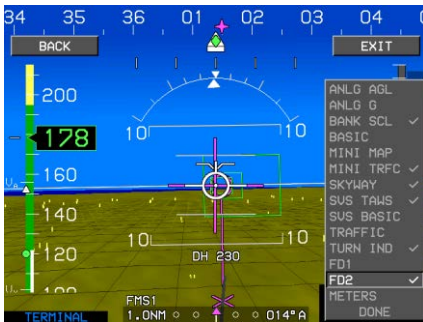 34 35 36 01 02 03 04
BACK
EXIT
200
178
160
140
120
100
10 10
10 10
DH 230
TERMINAL
FMS1
1.0NM 014°A
ANLG AGL
ANLG G
BANK SCL ✓
BASIC
MINI MAP
MINI TRFC ✓
SKYWAY ✓
SVS TAWS ✓
SVS BASIC
TRAFFIC
TURN IND ✓
FD1
FD2 ✓
METERS
DONE